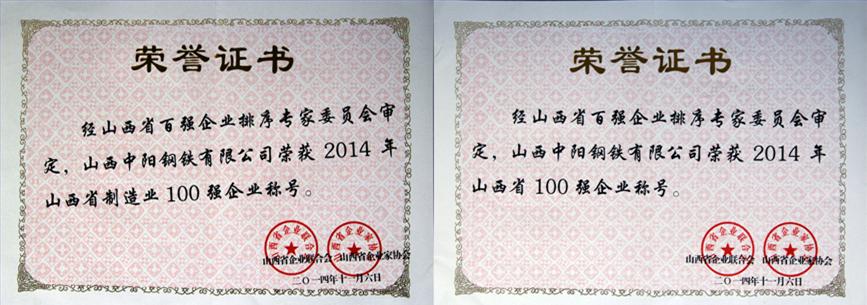 荣誉证书
经山西省百强企业排序专家委员会审
定，山西中阳钢铁有限公司荣获 2014 年
山西省制造业 100 强企业称号。
山西省企业联合会 山西省企业家协会
二〇一四年十一月六日
荣誉证书
经山西省百强企业排序专家委员会审
定，山西中阳钢铁有限公司荣获 2014 年
山西省 100 强企业称号。
山西省企业联合会 山西省企业家协会
二〇一四年十一月六日